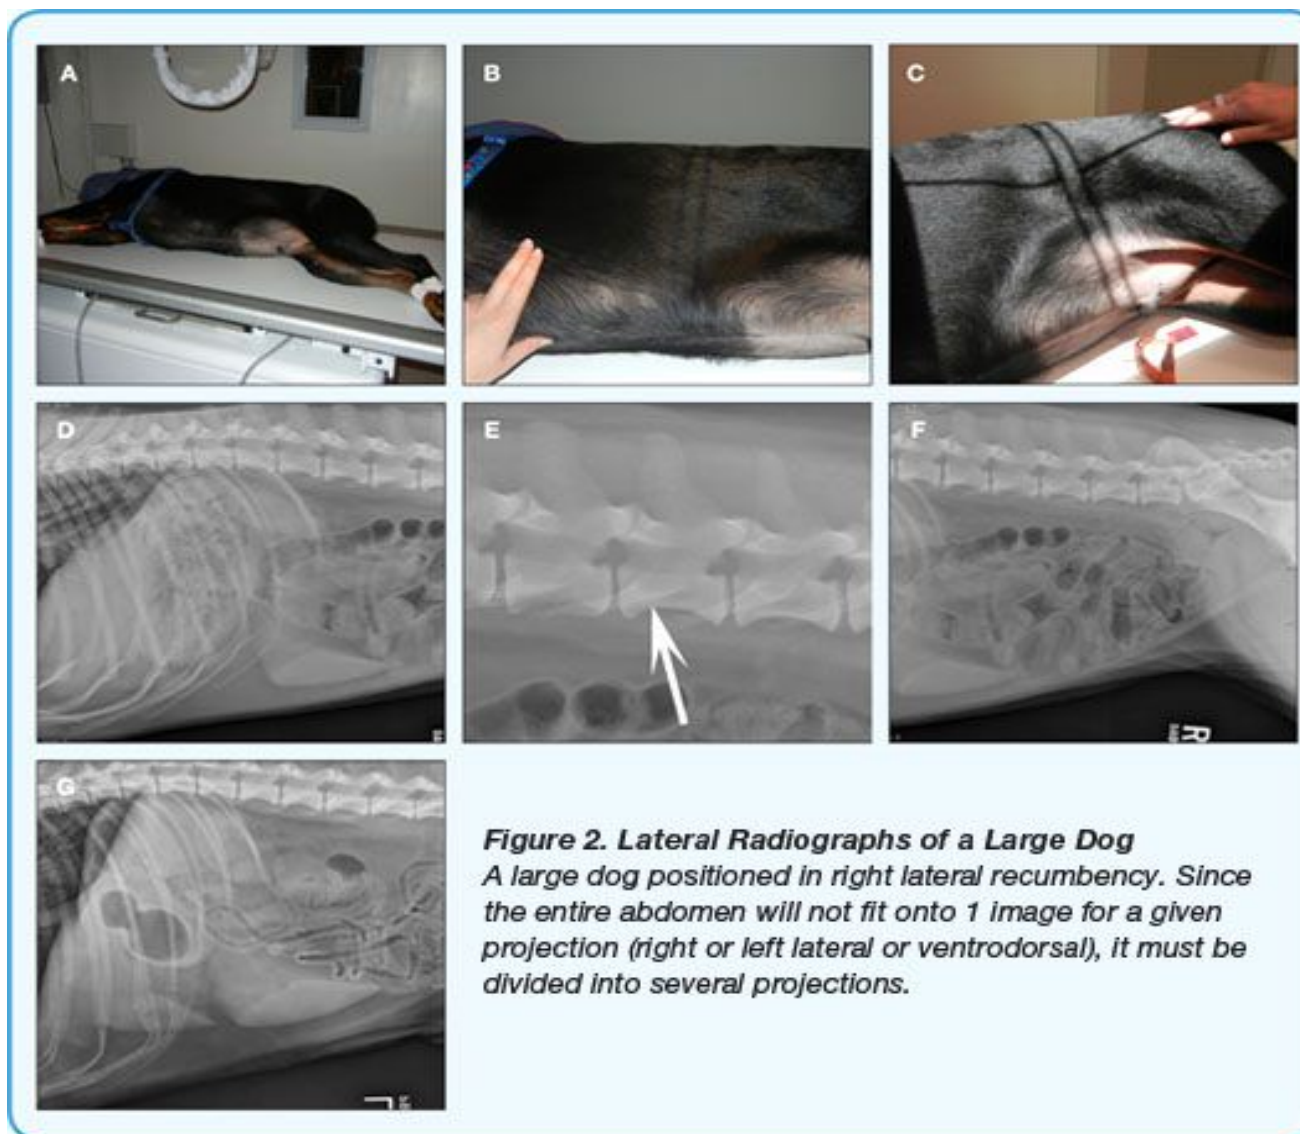 A
B
C
D
E
F
R
G
L
Figure 2. Lateral Radiographs of a Large Dog
A large dog positioned in right lateral recumbency. Since
the entire abdomen will not fit onto 1 image for a given
projection (right or left lateral or ventrodorsal), it must be
divided into several projections.